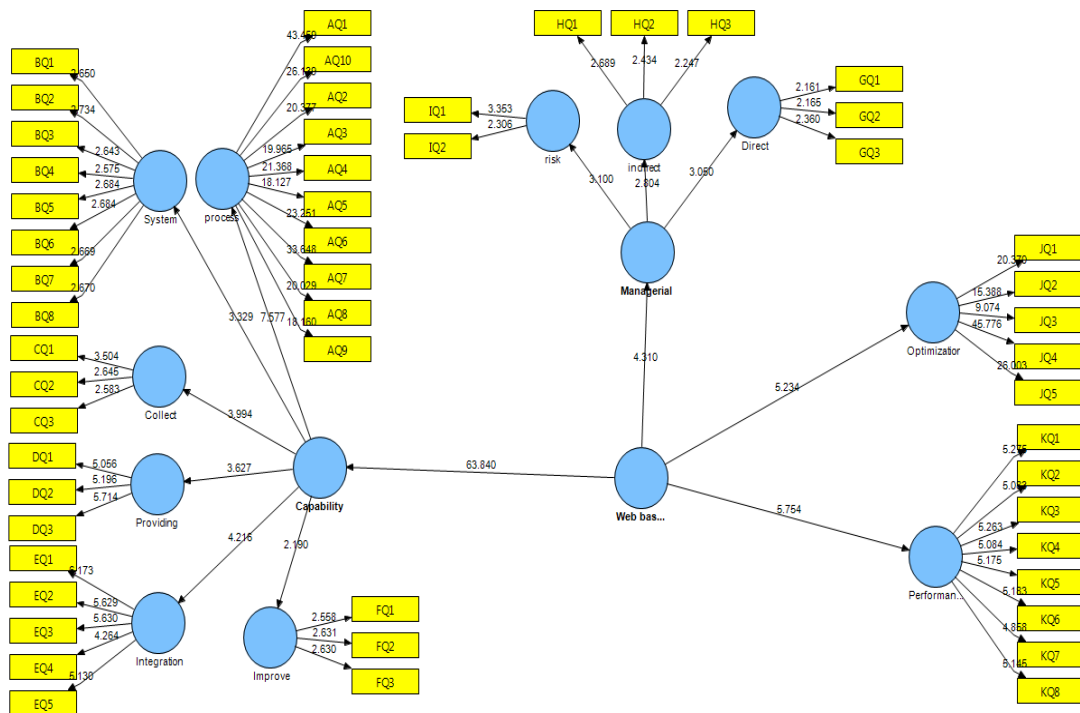 BQ1
BQ2
BQ3
BQ4
BQ5
BQ6
BQ7
BQ8
2.650
2.734
2.643
2.575
2.684
2.684
2.669
2.670
System
AQ1
AQ10
AQ2
AQ3
AQ4
AQ5
AQ6
AQ7
AQ8
AQ9
26.139
20.377
19.965
21.368
18.127
23.251
33.648
20.029
18.160
process
CQ1
CQ2
CQ3
3.504
2.645
2.583
Collect
DQ1
DQ2
DQ3
5.056
5.196
5.714
Providing
EQ1
EQ2
EQ3
EQ4
EQ5
5.629
5.630
4.264
5.130
Integration
FQ1
FQ2
FQ3
2.558
2.631
2.630
Improve
3.329
7.577
3.994
3.627
4.216
2.190
Capability
63.840
Web bas...
4.310
Managerial
3.100
2.804
3.050
IQ1
IQ2
3.353
2.306
risk
HQ1
HQ2
HQ3
2.689
2.434
2.247
indirect
GQ1
GQ2
GQ3
2.161
2.165
2.360
Direct
5.234
JQ1
JQ2
JQ3
JQ4
JQ5
20.370
15.388
9.074
45.776
26.003
Optimization
5.754
KQ1
KQ2
KQ3
KQ4
KQ5
KQ6
KQ7
KQ8
5.275
5.263
5.084
5.175
5.183
4.858
5.145
Performan...